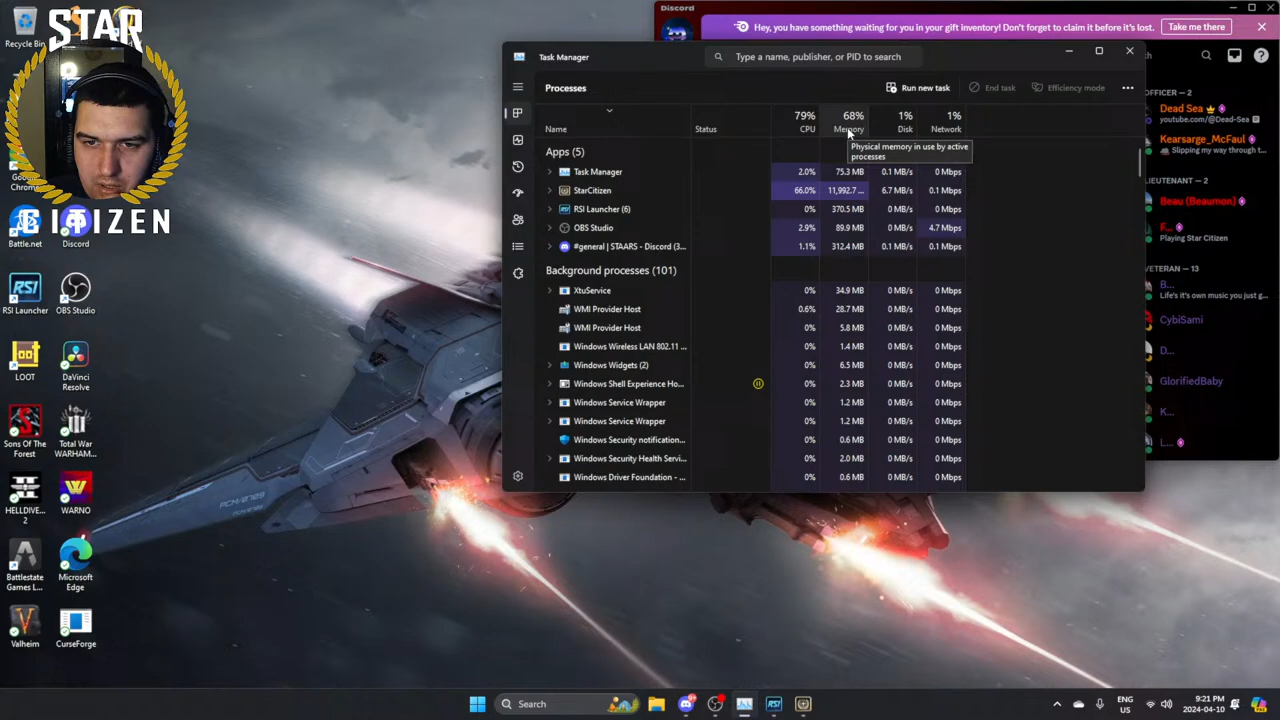 STAR
CITIZEN
Recycle Bin
Google
Chrome
Battle.net
Discord
RSI Launcher
OBS Studio
LOOT
DaVinci
Resolve
Sons Of The
Forest
Total War
WARHAM...
HELLDIVE...
2
WARNO
Battlestate
Games L...
Microsoft
Edge
Valheim
CurseForge
Discord
Hey, you have something waiting for you in your gift inventory! Don't forget to claim it before it's lost.
Take me there
Task Manager
Type a name, publisher, or PID to search
Processes
Run new task
End task
Efficiency mode
79% 68% 1% 1%
Name Status CPU Memory Disk Network
Physical memory in use by active
processes
Apps (5)
Task Manager 2.0% 75.3 MB 0.1 MB/s 0 Mbps
StarCitizen 66.0% 11,992.7 ... 6.7 MB/s 0.1 Mbps
RSI Launcher (6) 0% 370.5 MB 0 MB/s 0 Mbps
OBS Studio 2.9% 89.9 MB 0 MB/s 4.7 Mbps
#general | STAARS - Discord (3... 1.1% 312.4 MB 0.1 MB/s 0.1 Mbps
Background processes (101)
XtuService 0% 34.9 MB 0 MB/s 0 Mbps
WMI Provider Host 0.6% 28.7 MB 0 MB/s 0 Mbps
WMI Provider Host 0% 5.8 MB 0 MB/s 0 Mbps
Windows Wireless LAN 802.11 ... 0% 1.4 MB 0 MB/s 0 Mbps
Windows Widgets (2) 0% 6.5 MB 0 MB/s 0 Mbps
Windows Shell Experience Ho... 0% 2.3 MB 0 MB/s 0 Mbps
Windows Service Wrapper 0% 1.2 MB 0 MB/s 0 Mbps
Windows Service Wrapper 0% 1.2 MB 0 MB/s 0 Mbps
Windows Security notification... 0% 0.6 MB 0 MB/s 0 Mbps
Windows Security Health Servi... 0% 2.0 MB 0 MB/s 0 Mbps
Windows Driver Foundation - ... 0% 0.6 MB 0 MB/s 0 Mbps
Search
OFFICER — 2
Dead Sea
youtube.com/@Dead-Sea
Kearsarge_McFaul
Slipping my way through t...
LIEUTENANT — 2
Beau (Beaumon)
F...
Playing Star Citizen
VETERAN — 13
B...
Life's it's own music you just g...
CybiSami
D...
GlorifiedBaby
K...
L...
Search
ENG
US
9:21 PM
2024-04-10